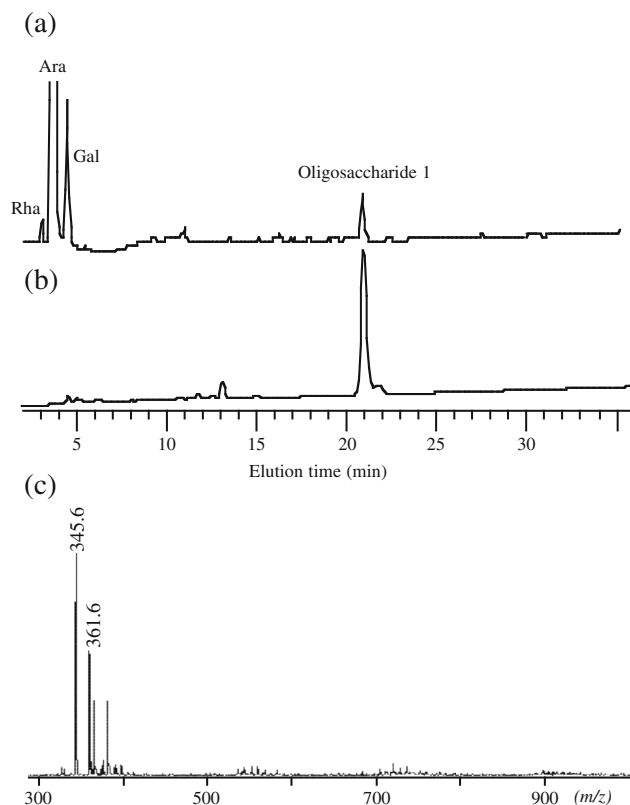 (a)
Ara
Gal
Oligosaccharide 1
Rha
(b)
5 10 15 20 25 30
Elution time (min)
(c)
345.6
361.6
300 500 700 900 (m/z)